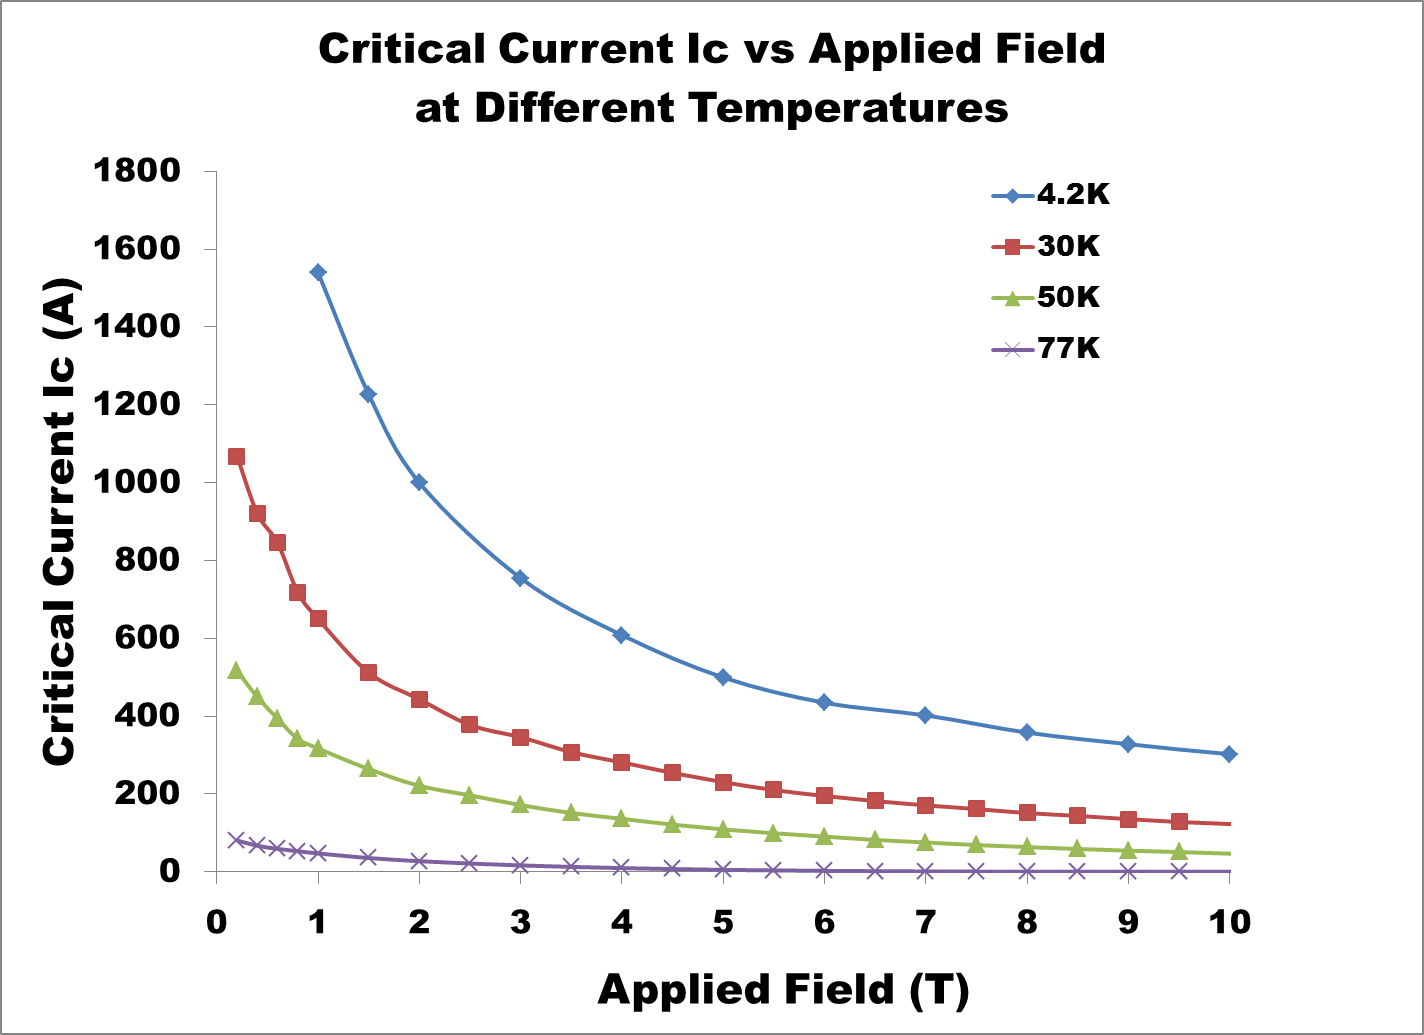 Critical Current Ic vs Applied Field
at Different Temperatures
1800
1600
1400
1200
1000
800
600
400
200
0
Critical Current Ic (A)
4.2K
30K
50K
77K
0 1 2 3 4 5 6 7 8 9 10
Applied Field (T)